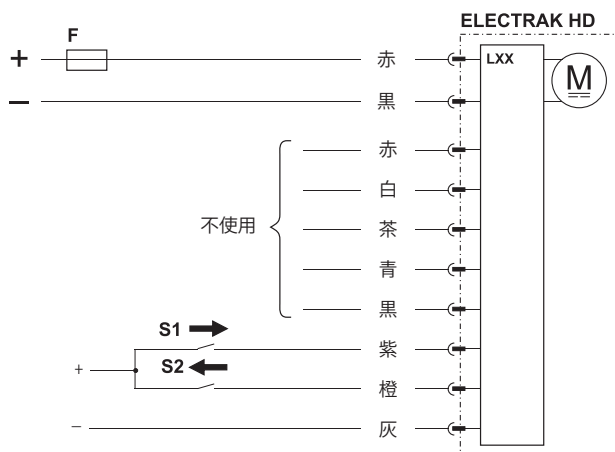 ELECTRAK HD
F
+ 赤 LXX
M
− 黒
赤
白
不使用 茶
青
黒
S1 紫
S2
+ 橙
− 灰